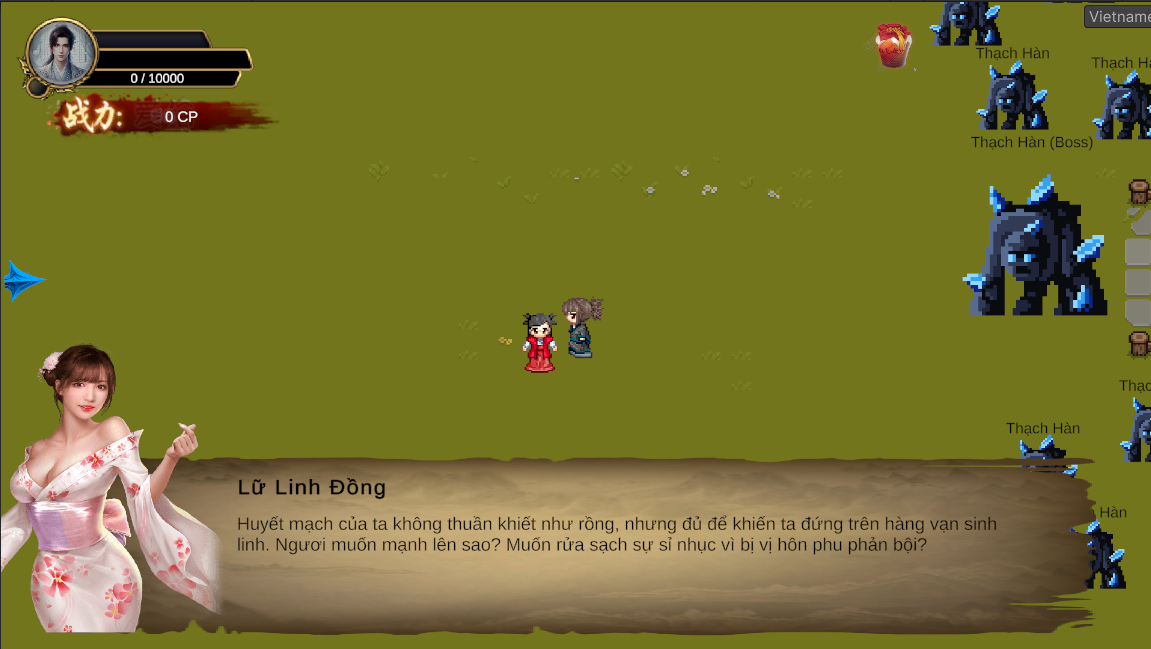 Vietname
Thạch Hàn
Thạch Hà
0 / 10000
战力:
0 CP
Thạch Hàn (Boss)
Thạc
Thạch Hàn
Lữ Linh Đồng
Hàn
Huyết mạch của ta không thuần khiết như rồng, nhưng đủ để khiến ta đứng trên hàng vạn sinh
linh. Ngươi muốn mạnh lên sao? Muốn rửa sạch sự sỉ nhục vì bị vị hôn phu phản bội?